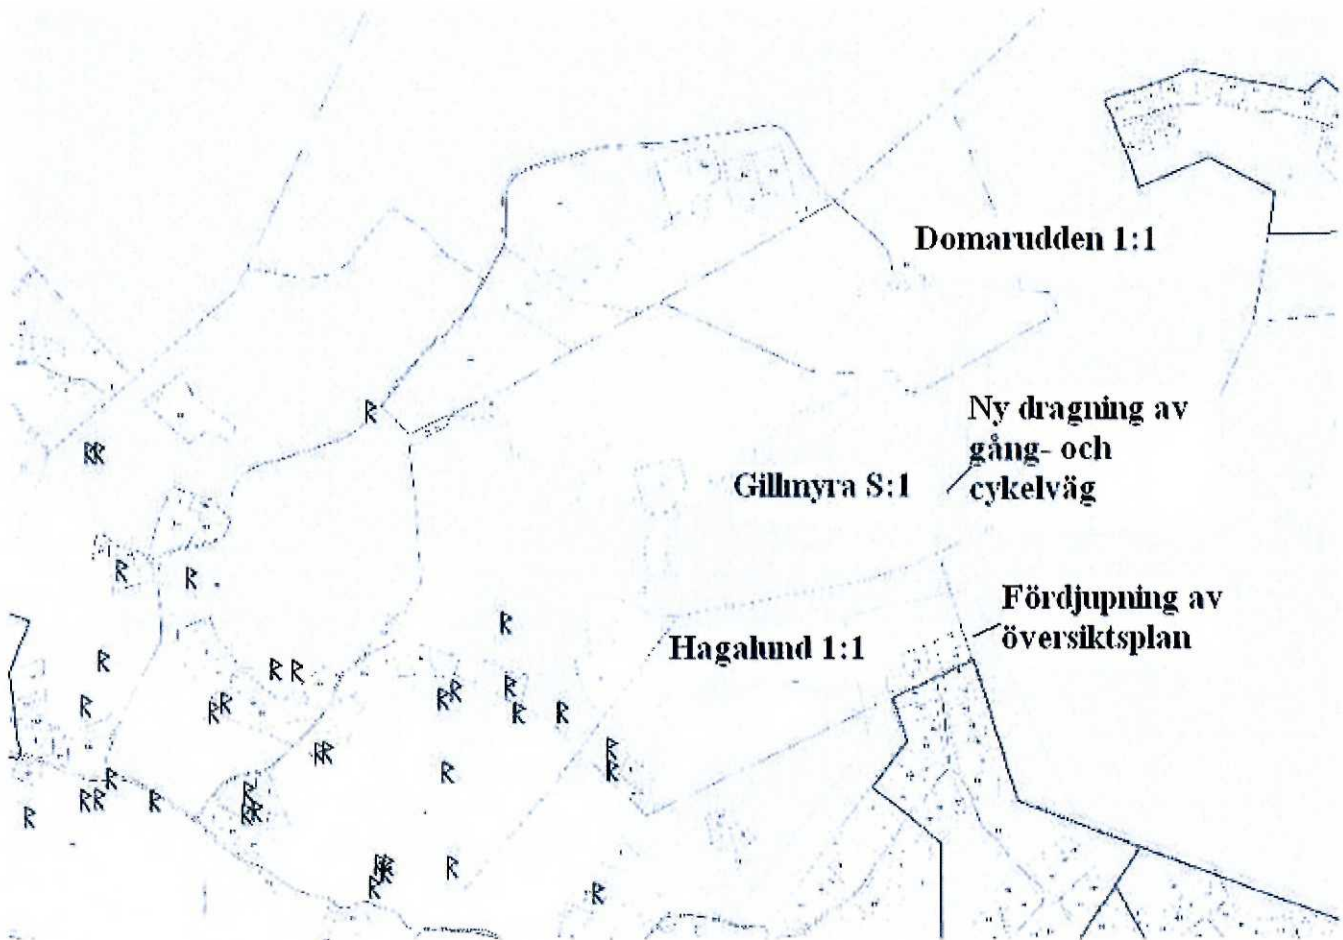 Domarudden 1:1
Ny dragning av
gång- och
cykelväg
Gillmyra S:1
Fördjupning av
översiktsplan
Hagalund 1:1